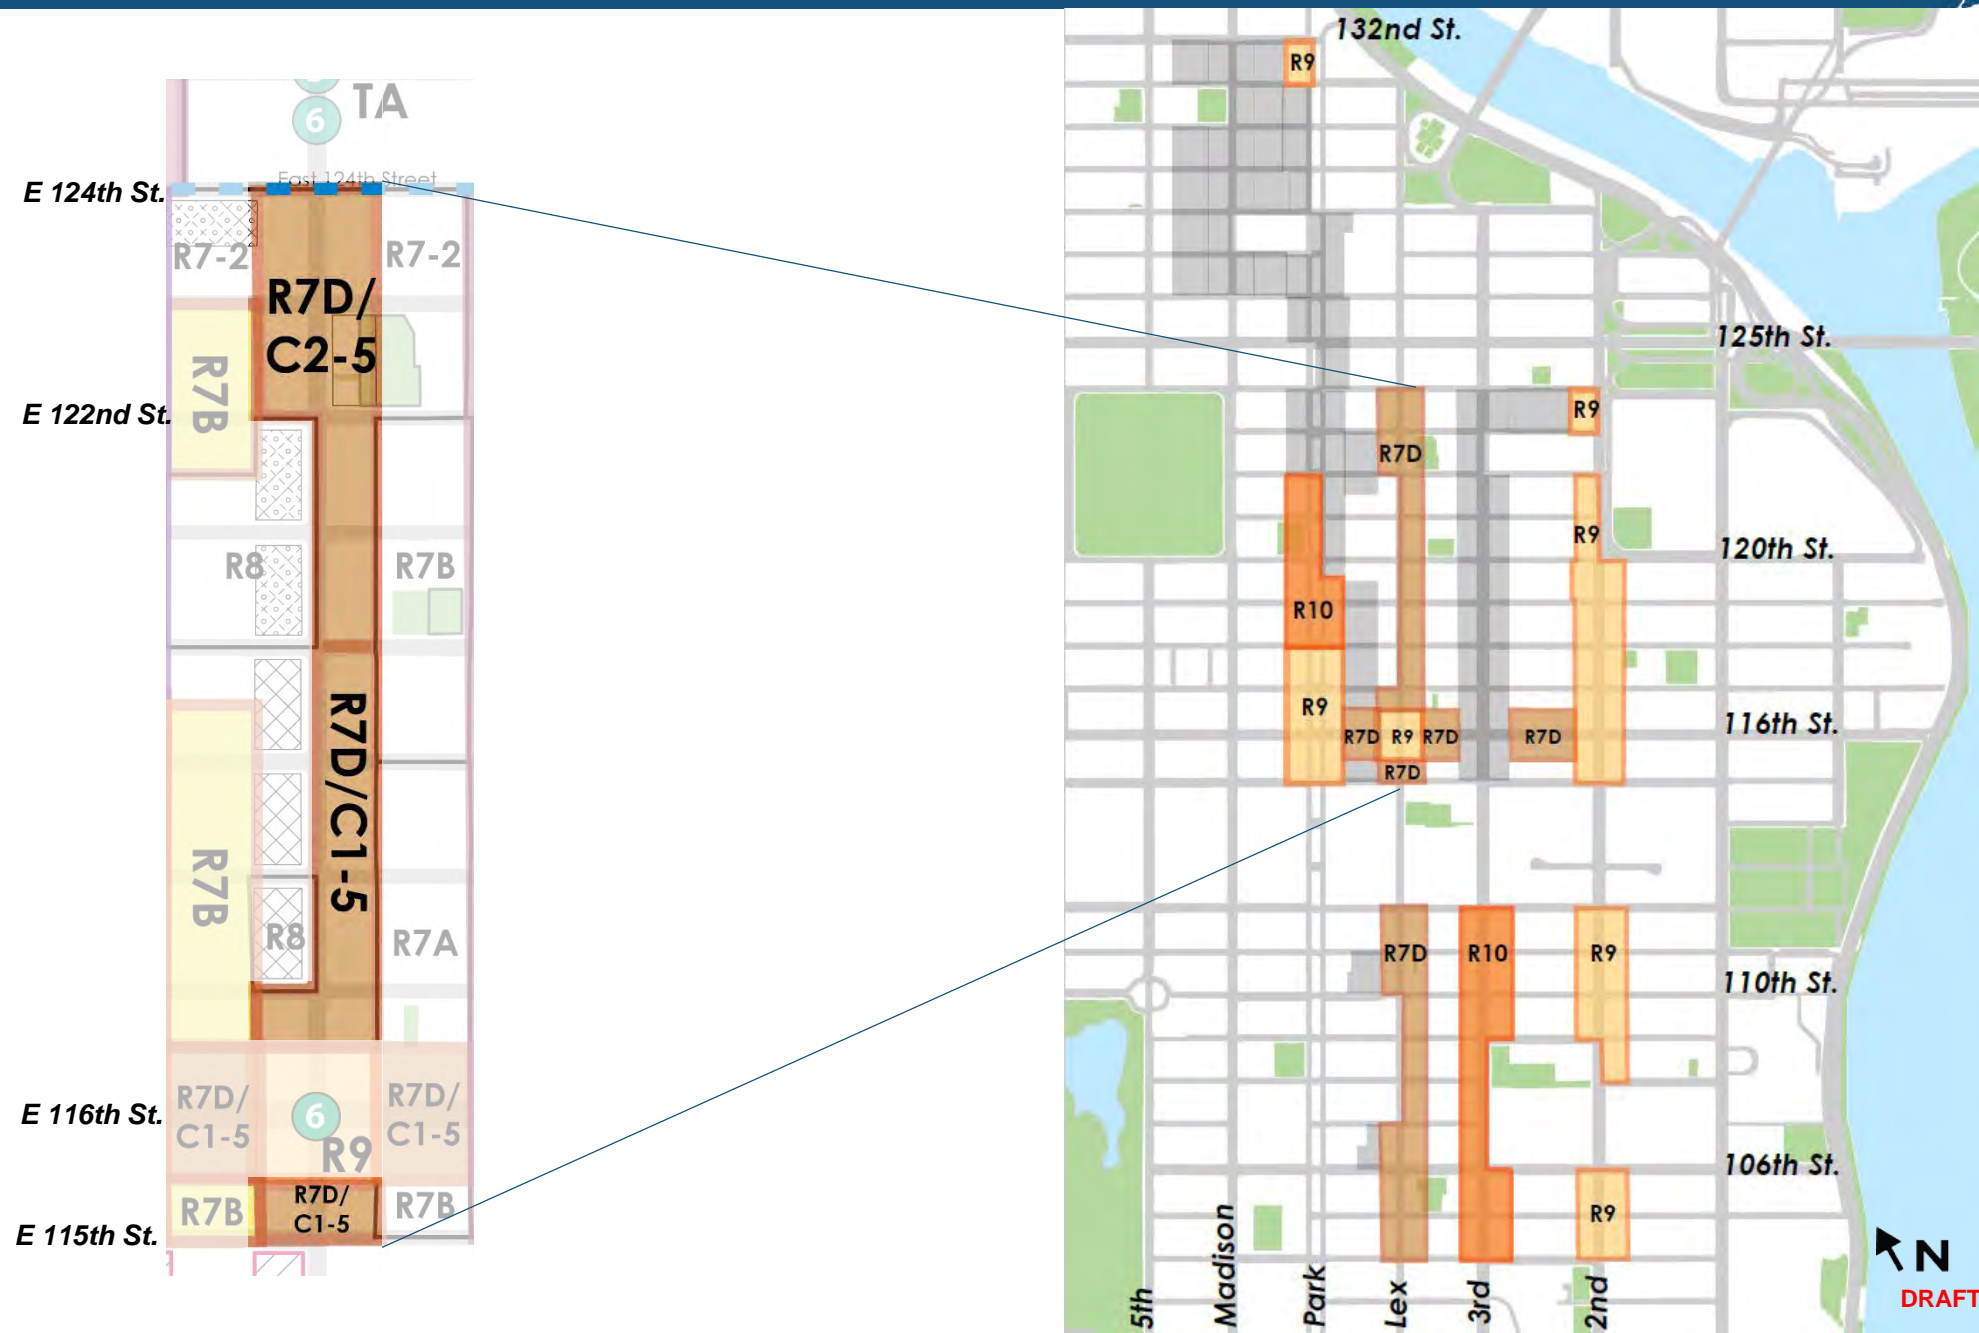 6
TA
East 124th Street
E 124th St.
R7-2
R7-2
R7D/
C2-5
R7B
E 122nd St.
R8
R7B
R7D/C1-5
R7B
R8
R7A
R7D/
C1-5
6
R9
R7D/
C1-5
E 116th St.
R7B
R7D/
C1-5
R7B
E 115th St.
132nd St.
R9
125th St.
R9
R7D
R9
120th St.
R10
R9
116th St.
R7D
R9
R7D
R7D
R7D
R7D
R10
R9
110th St.
106th St.
R9
5th
Madison
Park
Lex
3rd
2nd
N
DRAFT